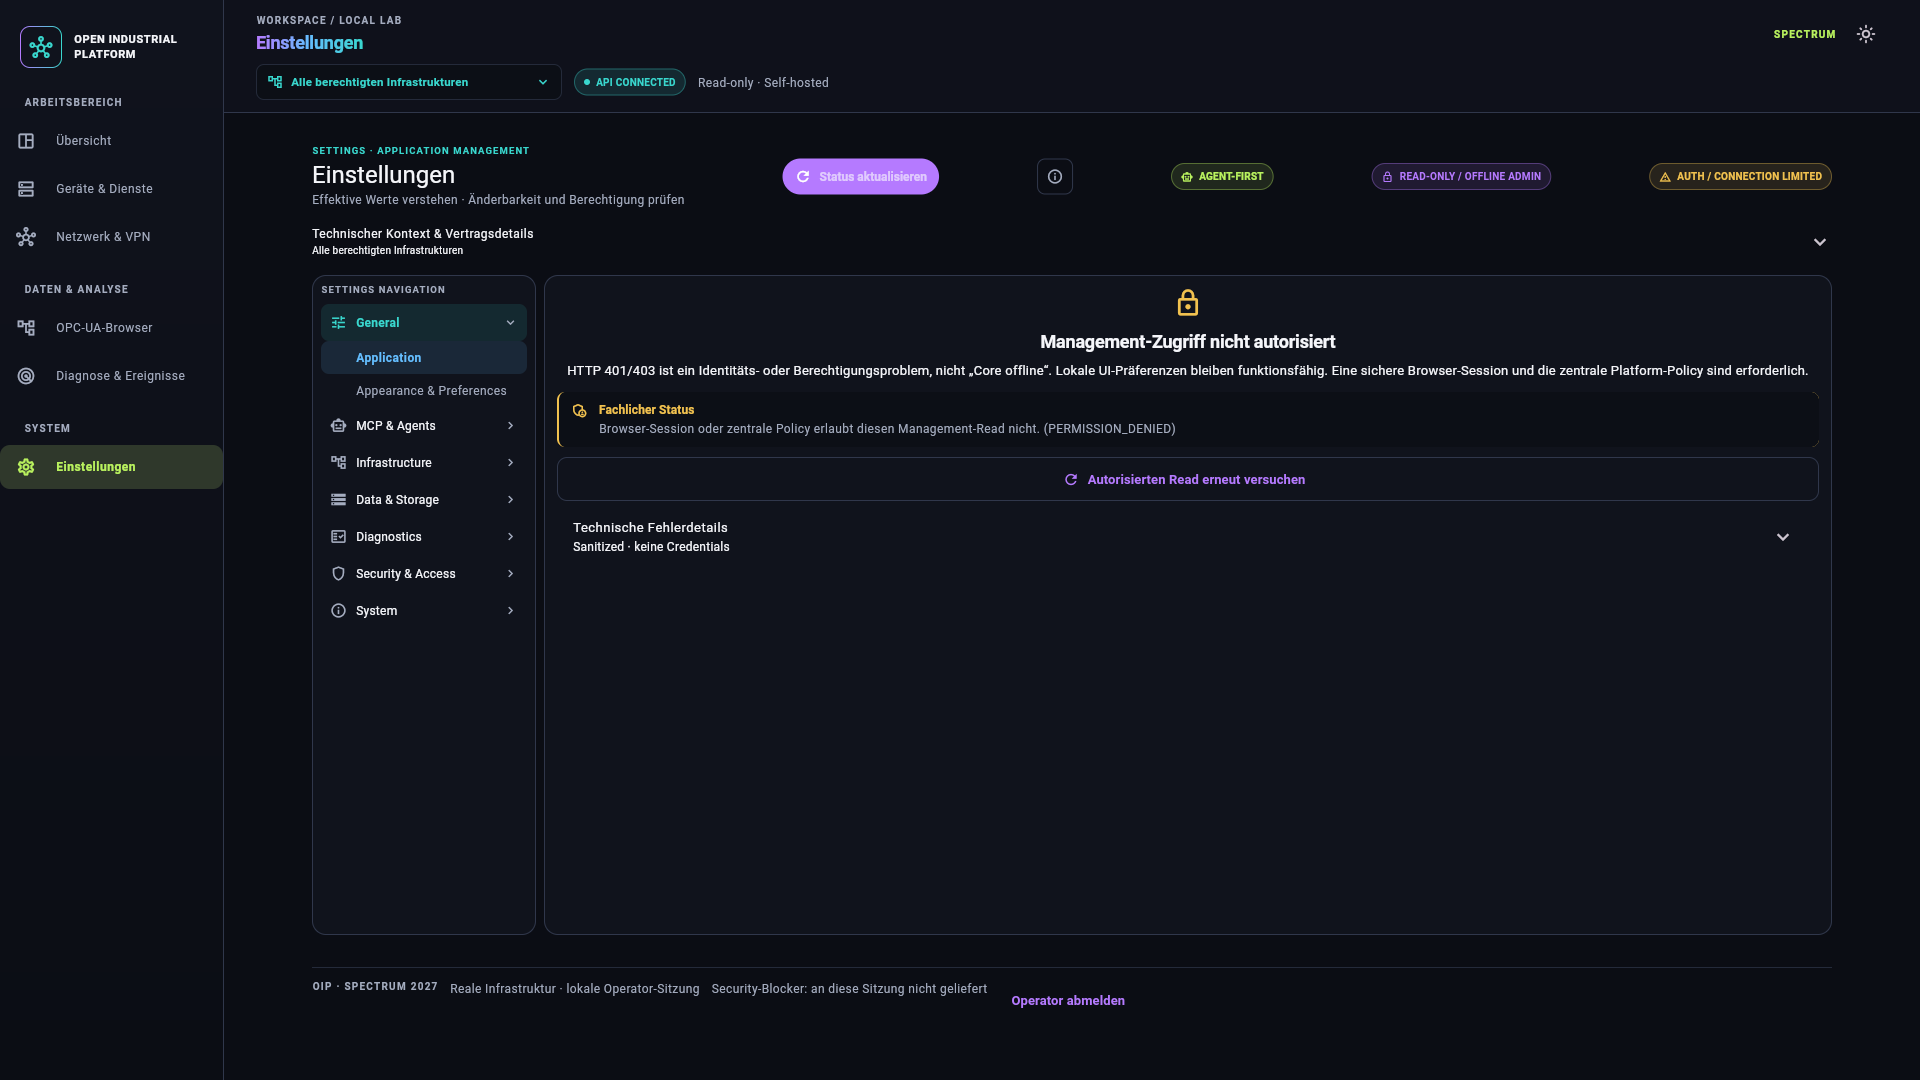 OPEN INDUSTRIAL
PLATFORM
ARBEITSBEREICH
Übersicht
Geräte & Dienste
Netzwerk & VPN
DATEN & ANALYSE
OPC-UA-Browser
Diagnose & Ereignisse
SYSTEM
Einstellungen
WORKSPACE / LOCAL LAB
Einstellungen
SPECTRUM
Alle berechtigten Infrastrukturen
API CONNECTED
Read-only · Self-hosted
SETTINGS · APPLICATION MANAGEMENT
Einstellungen
Effektive Werte verstehen · Änderbarkeit und Berechtigung prüfen
Status aktualisieren
AGENT-FIRST
READ-ONLY / OFFLINE ADMIN
AUTH / CONNECTION LIMITED
Technischer Kontext & Vertragsdetails
Alle berechtigten Infrastrukturen
SETTINGS NAVIGATION
General
Application
Appearance & Preferences
MCP & Agents
Infrastructure
Data & Storage
Diagnostics
Security & Access
System
Management-Zugriff nicht autorisiert
HTTP 401/403 ist ein Identitäts- oder Berechtigungsproblem, nicht „Core offline“. Lokale UI-Präferenzen bleiben funktionsfähig. Eine sichere Browser-Session und die zentrale Platform-Policy sind erforderlich.
Fachlicher Status
Browser-Session oder zentrale Policy erlaubt diesen Management-Read nicht. (PERMISSION_DENIED)
Autorisierten Read erneut versuchen
Technische Fehlerdetails
Sanitized · keine Credentials
OIP · SPECTRUM 2027
Reale Infrastruktur · lokale Operator-Sitzung
Security-Blocker: an diese Sitzung nicht geliefert
Operator abmelden